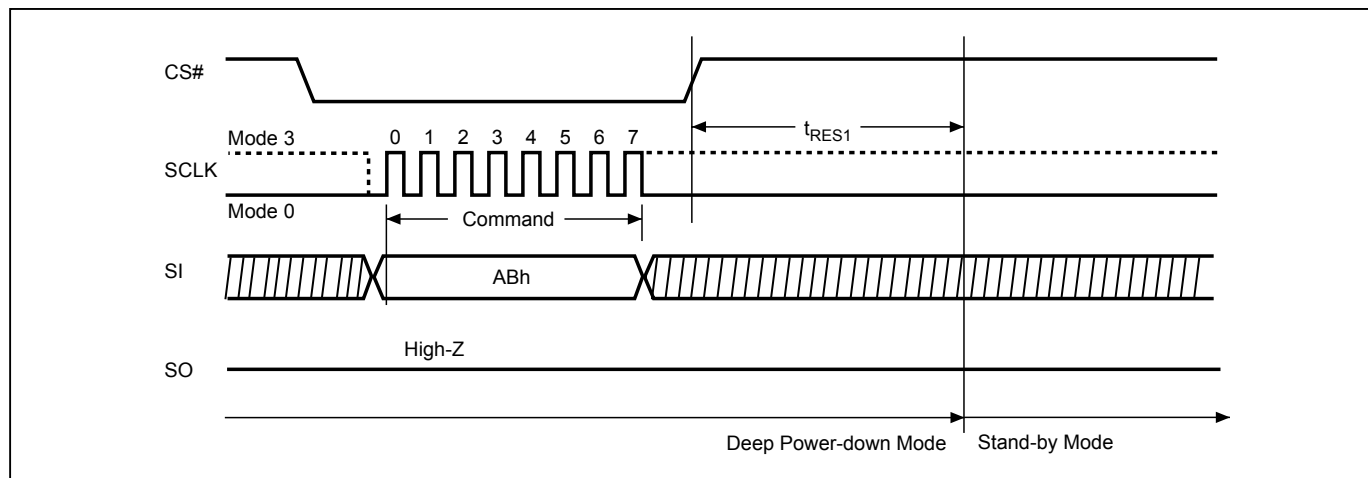 CS#
tRES1
Mode 3
0 1 2 3 4 5 6 7
SCLK
Mode 0
Command
SI
ABh
High-Z
SO
Deep Power-down Mode
Stand-by Mode